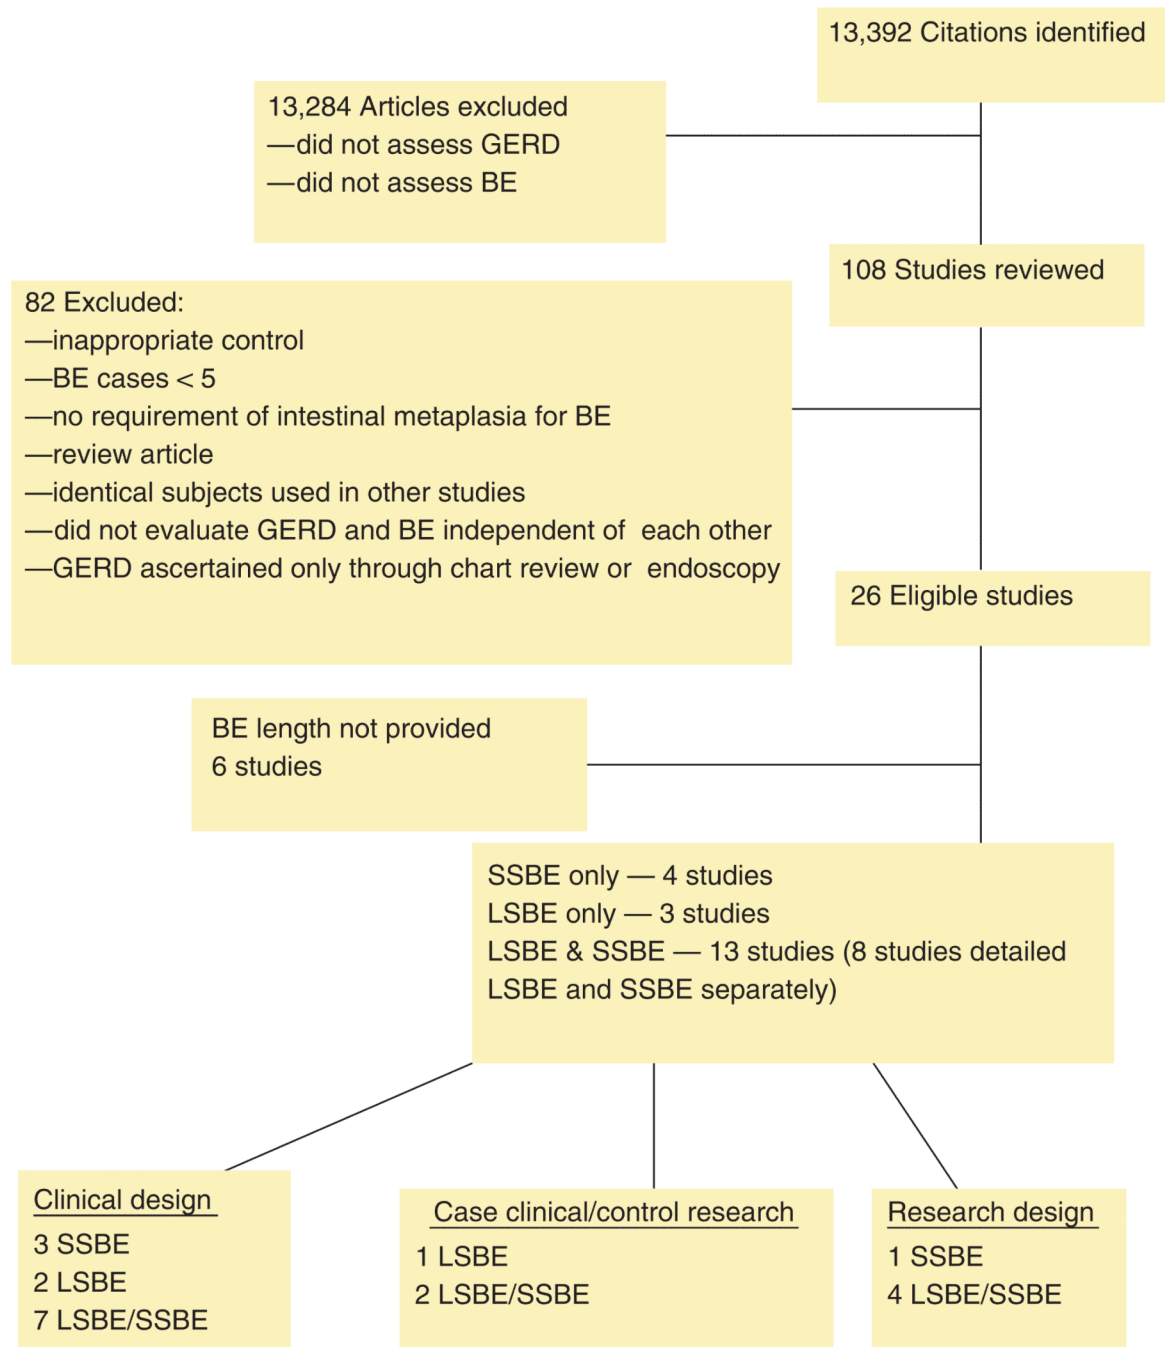 13,392 Citations identified
13,284 Articles excluded
—did not assess GERD
—did not assess BE
108 Studies reviewed
82 Excluded:
—inappropriate control
—BE cases < 5
—no requirement of intestinal metaplasia for BE
—review article
—identical subjects used in other studies
—did not evaluate GERD and BE independent of each other
—GERD ascertained only through chart review or endoscopy
26 Eligible studies
BE length not provided
6 studies
SSBE only — 4 studies
LSBE only — 3 studies
LSBE & SSBE — 13 studies (8 studies detailed
LSBE and SSBE separately)
Clinical design
3 SSBE
2 LSBE
7 LSBE/SSBE
Case clinical/control research
1 LSBE
2 LSBE/SSBE
Research design
1 SSBE
4 LSBE/SSBE